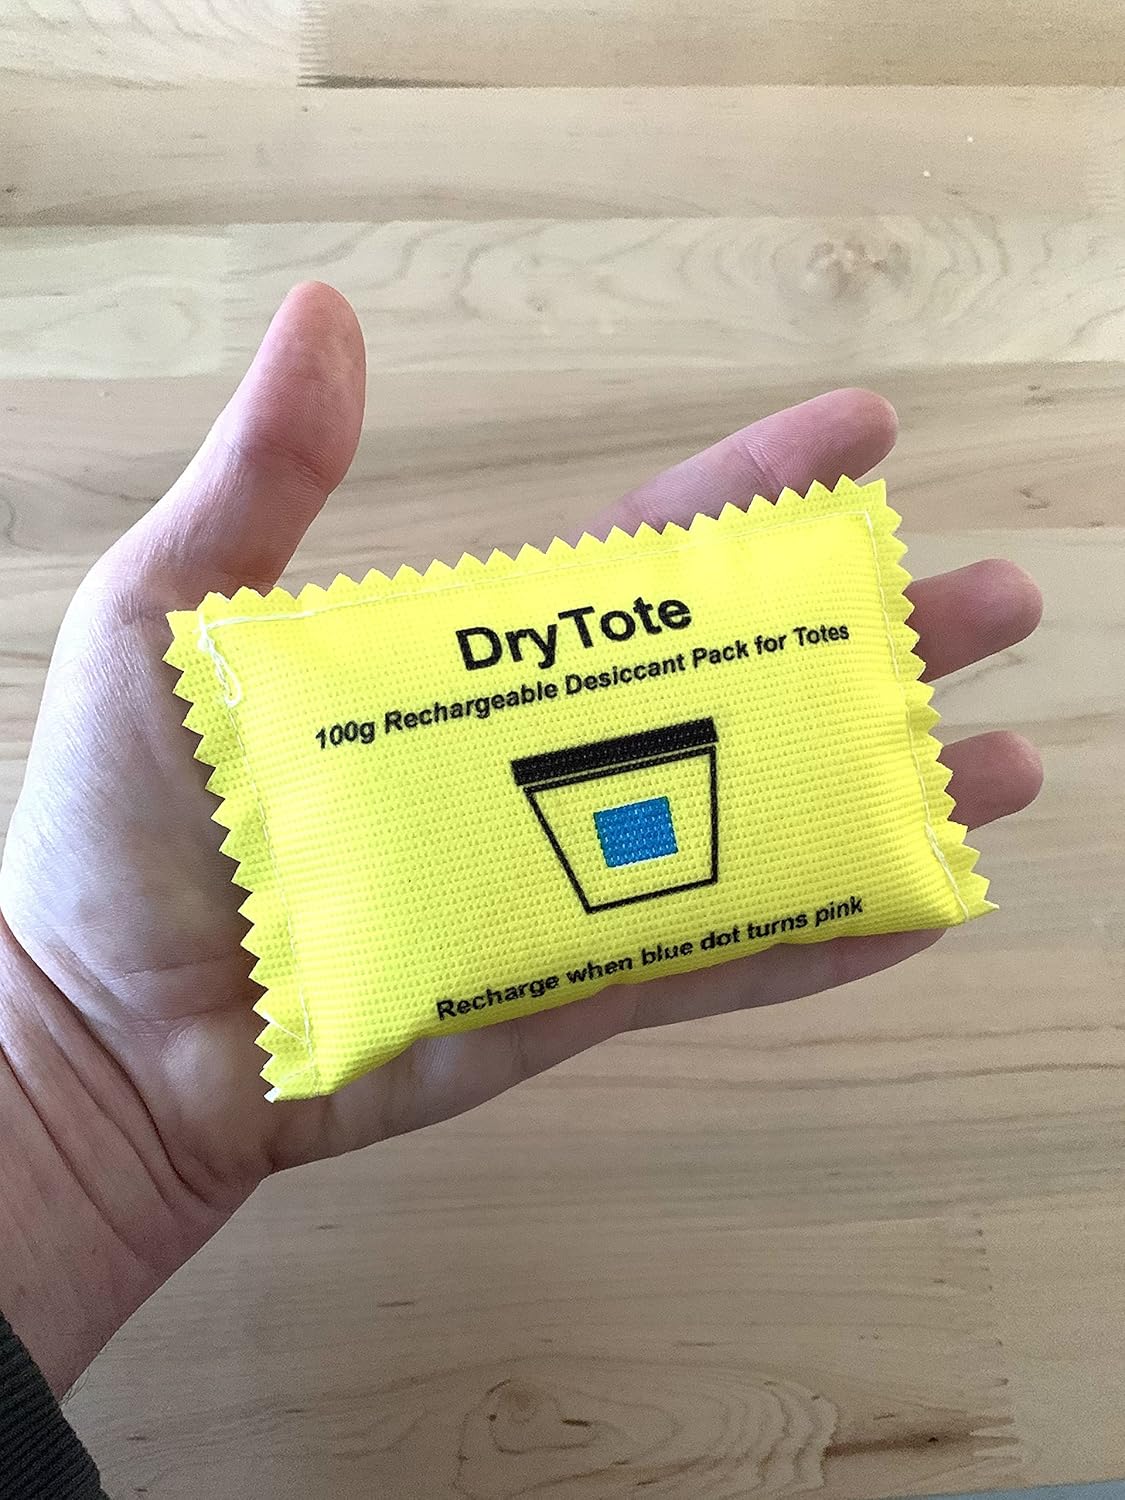 DryTote
100g Rechargeable Desiccant Pack for Totes
Recharge when blue dot turns pink